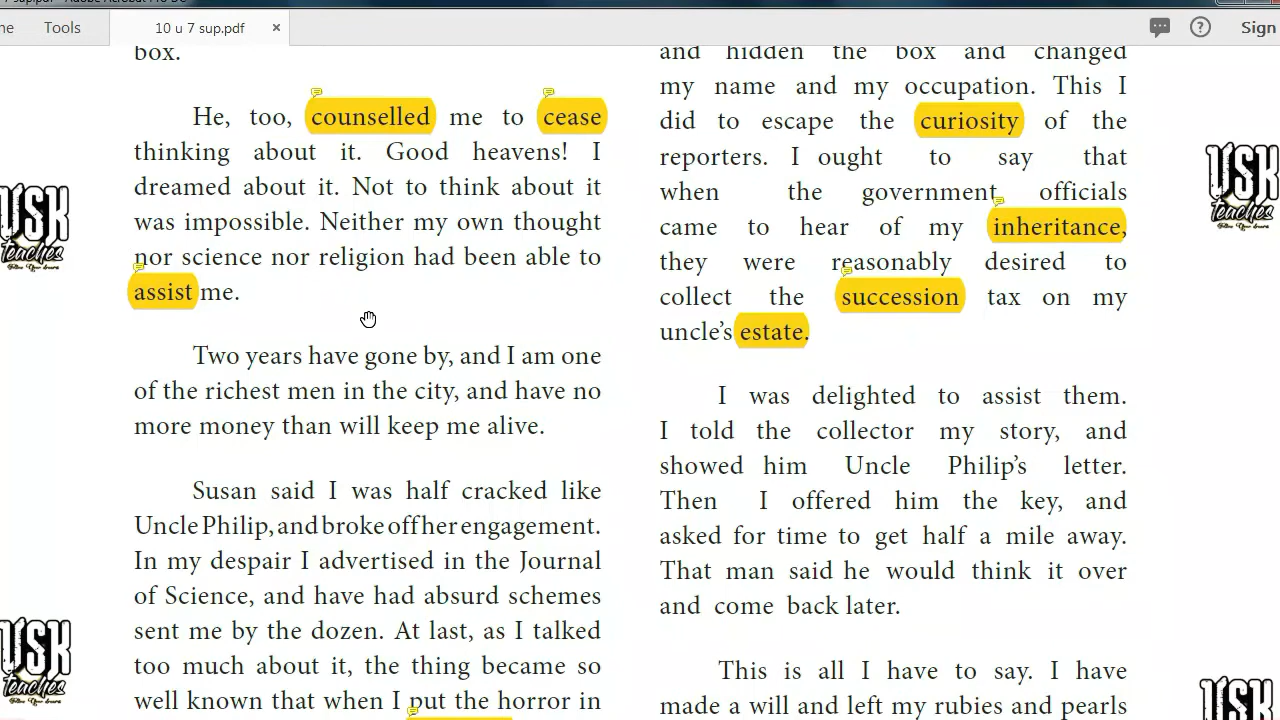 Tools
10 u 7 sup.pdf
×
?
Sign
box.
He, too, counselled me to cease
thinking about it. Good heavens! I
dreamed about it. Not to think about it
was impossible. Neither my own thought
nor science nor religion had been able to
assist me.
Two years have gone by, and I am one
of the richest men in the city, and have no
more money than will keep me alive.
Susan said I was half cracked like
Uncle Philip, and broke off her engagement.
In my despair I advertised in the Journal
of Science, and have had absurd schemes
sent me by the dozen. At last, as I talked
too much about it, the thing became so
well known that when I put the horror in
and hidden the box and changed
my name and my occupation. This I
did to escape the curiosity of the
reporters. I ought to say that
when the government officials
came to hear of my inheritance,
they were reasonably desired to
collect the succession tax on my
uncle's estate.
I was delighted to assist them.
I told the collector my story, and
showed him Uncle Philip's letter.
Then I offered him the key, and
asked for time to get half a mile away.
That man said he would think it over
and come back later.
This is all I have to say. I have
made a will and left my rubies and pearls
VSK
teaches
VSK
teaches
VSK
teaches
VSK